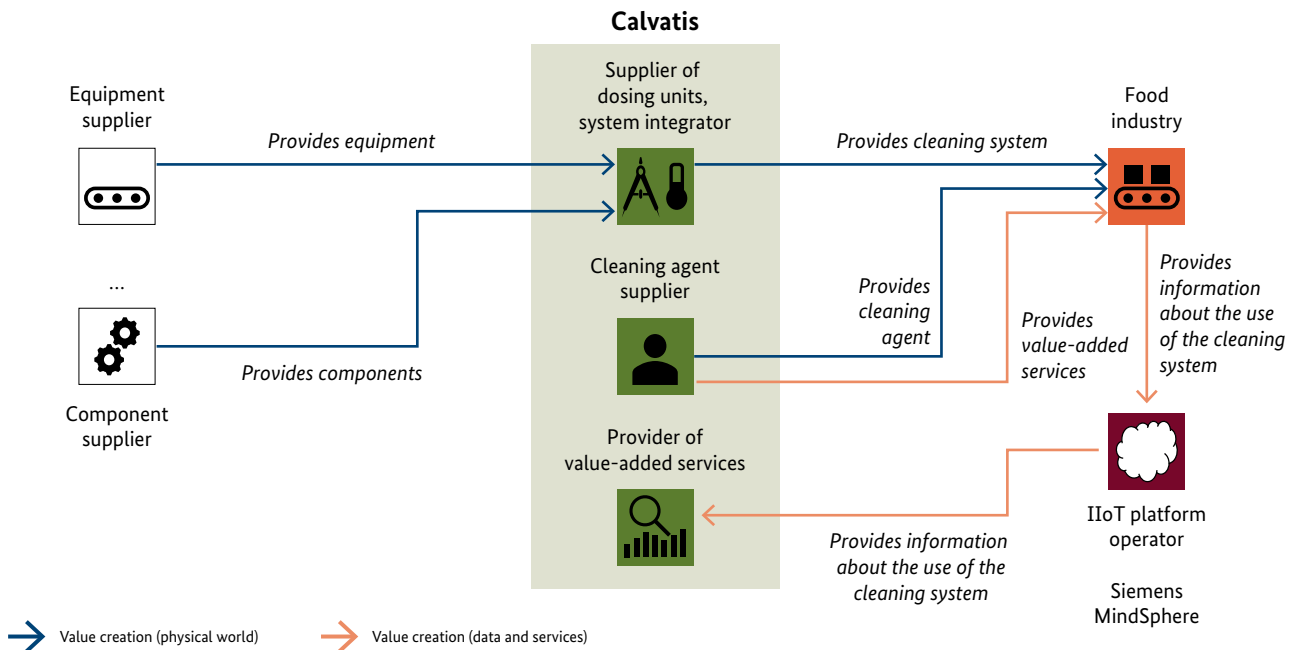 Calvatis
Equipment
supplier
Provides equipment
Supplier of
dosing units,
system integrator
Provides cleaning system
Food
industry
...
Component
supplier
Provides components
Cleaning agent
supplier
Provides
cleaning
agent
Provides
value-added
services
Provides
information
about the use
of the cleaning
system
Provider of
value-added services
Provides information
about the use of the
cleaning system
IIoT platform
operator
Siemens
MindSphere
Value creation (physical world)
Value creation (data and services)